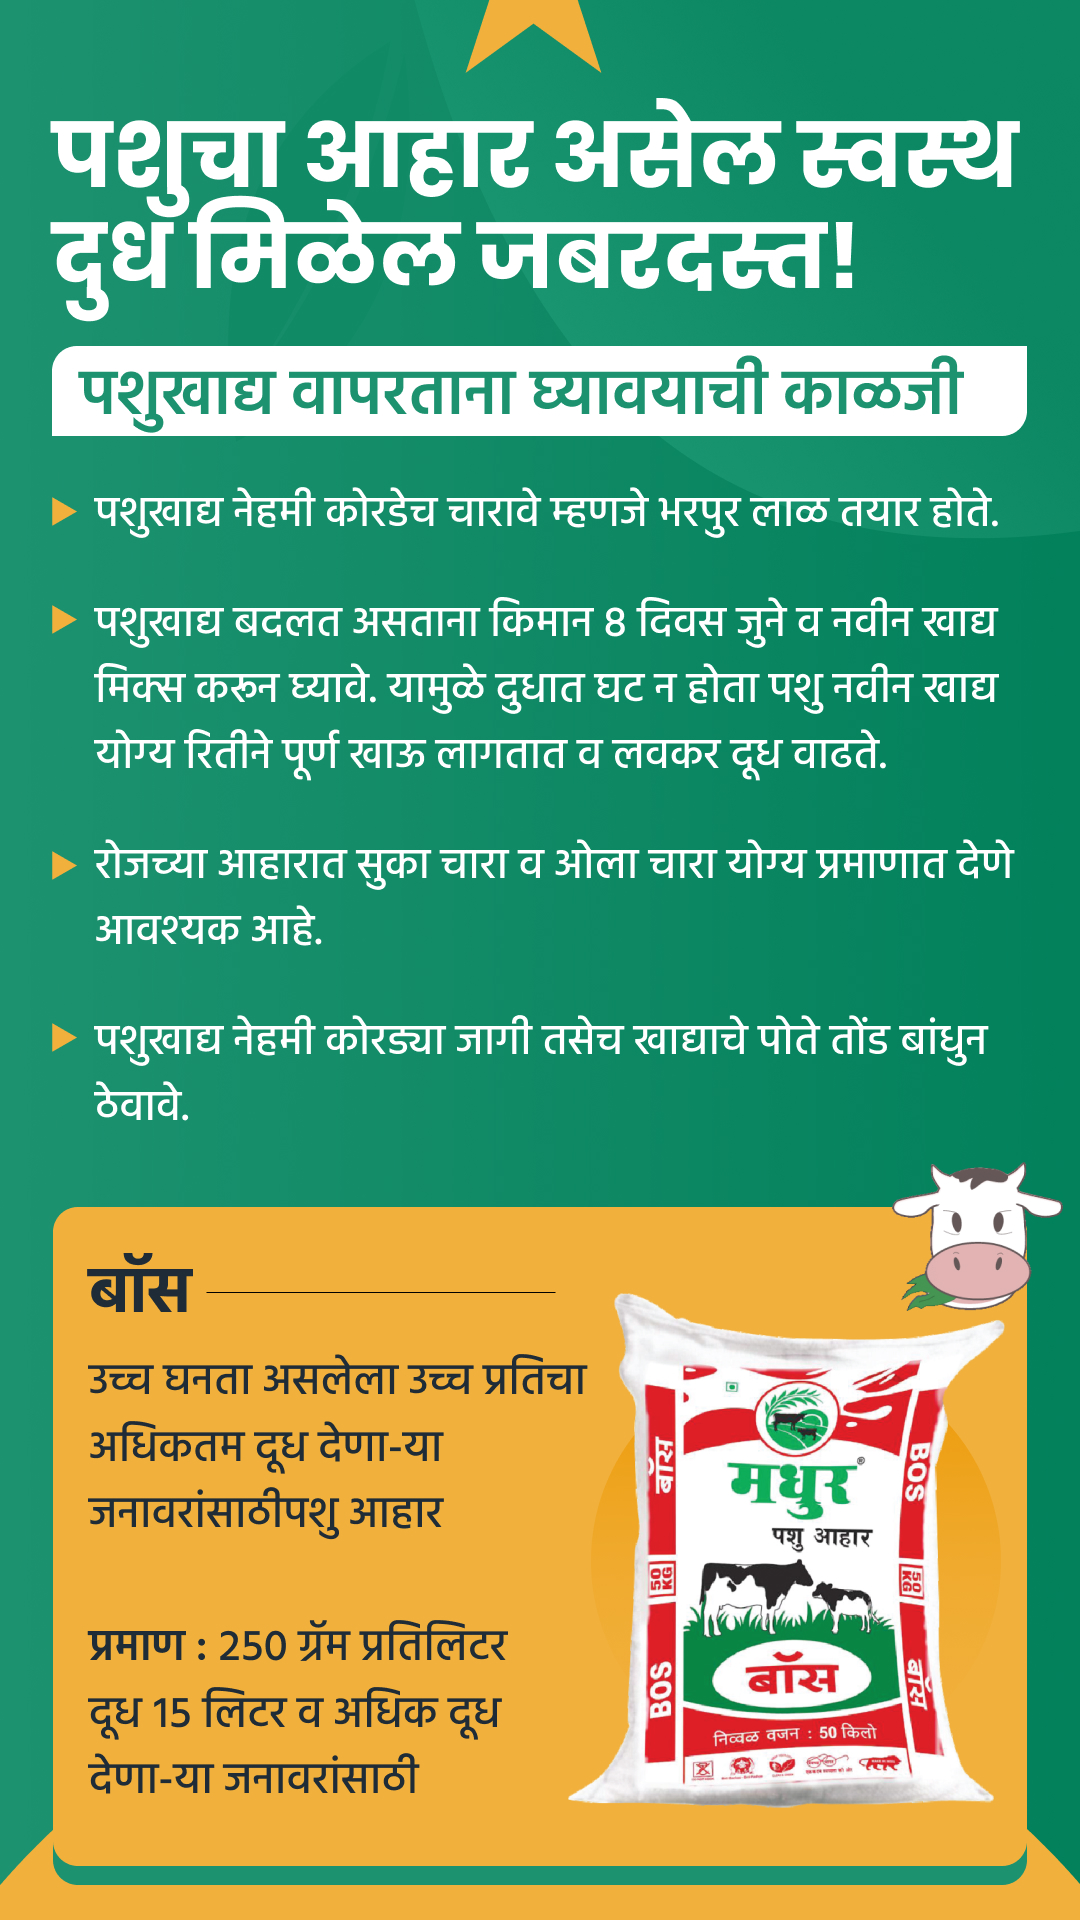 पशुचा आहार असेल स्वस्थ
दुध मिळेल जबरदस्त!
पशुखाद्य वापरताना घ्यावयाची काळजी
पशुखाद्य नेहमी कोरडेच चारावे म्हणजे भरपुर लाळ तयार होते.
पशुखाद्य बदलत असताना किमान 8 दिवस जुने व नवीन खाद्य
मिक्स करून घ्यावे. यामुळे दुधात घट न होता पशु नवीन खाद्य
योग्य रितीने पूर्ण खाऊ लागतात व लवकर दूध वाढते.
रोजच्या आहारात सुका चारा व ओला चारा योग्य प्रमाणात देणे
आवश्यक आहे.
पशुखाद्य नेहमी कोरड्या जागी तसेच खाद्याचे पोते तोंड बांधुन
ठेवावे.
बॉस
उच्च घनता असलेला उच्च प्रतिचा
अधिकतम दूध देणा-या
जनावरांसाठीपशु आहार
प्रमाण : 250 ग्रॅम प्रतिलिटर
दूध 15 लिटर व अधिक दूध
देणा-या जनावरांसाठी
बॉस
BOS
मधुर®
पशु आहार
50
KG
50
KG
BOS
बॉस
बॉस
निव्वळ वजन : 50 किलो